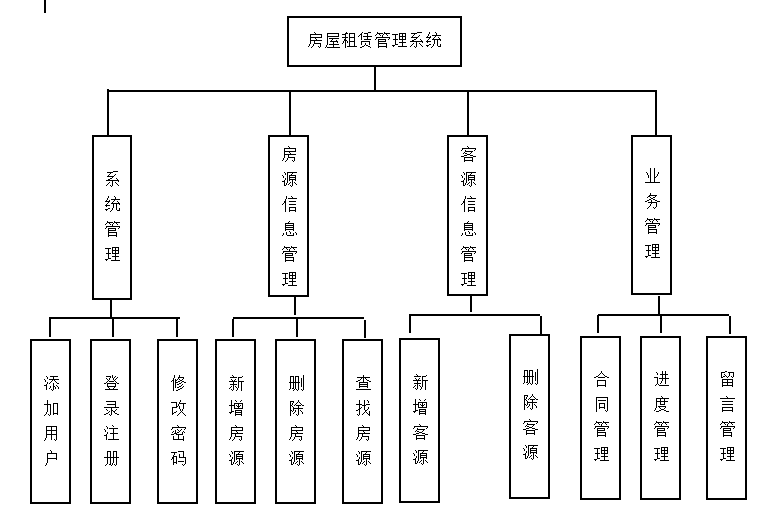 房屋租赁管理系统
系统管理
房源信息管理
客源信息管理
业务管理
添加用户
登录注册
修改密码
新增房源
删除房源
查找房源
新增客源
删除客源
合同管理
进度管理
留言管理